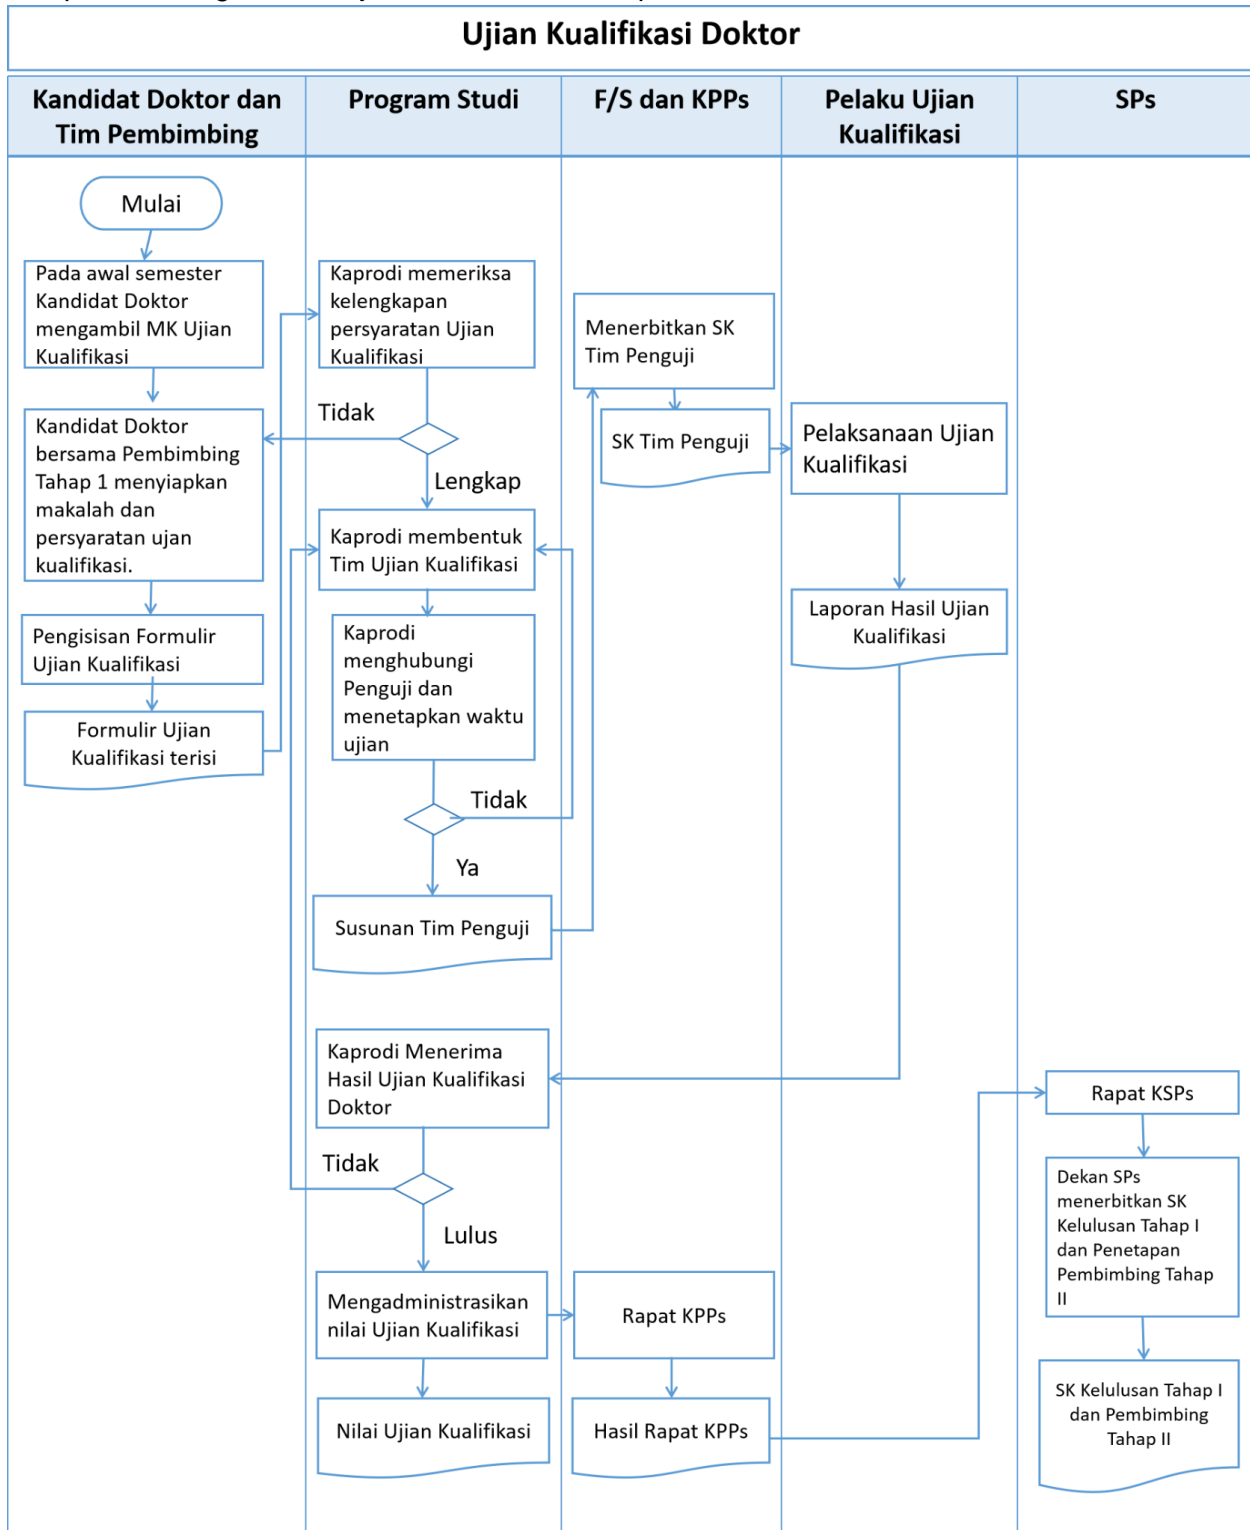 Ujian Kualifikasi Doktor
Kandidat Doktor dan
Tim Pembimbing
Program Studi
F/S dan KPPs
Pelaku Ujian
Kualifikasi
SPs
Mulai
Pada awal semester
Kandidat Doktor
mengambil MK Ujian
Kualifikasi
Kandidat Doktor
bersama Pembimbing
Tahap 1 menyiapkan
makalah dan
persyaratan ujan
kualifikasi.
Pengisisan Formulir
Ujian Kualifikasi
Formulir Ujian
Kualifikasi terisi
Kaprodi memeriksa
kelengkapan
persyaratan Ujian
Kualifikasi
Tidak
Lengkap
Kaprodi membentuk
Tim Ujian Kualifikasi
Kaprodi
menghubungi
Penguji dan
menetapkan waktu
ujian
Tidak
Ya
Susunan Tim Penguji
Menerbitkan SK
Tim Penguji
SK Tim Penguji
Pelaksanaan Ujian
Kualifikasi
Laporan Hasil Ujian
Kualifikasi
Kaprodi Menerima
Hasil Ujian Kualifikasi
Doktor
Tidak
Lulus
Mengadministrasikan
nilai Ujian Kualifikasi
Nilai Ujian Kualifikasi
Rapat KPPs
Hasil Rapat KPPs
Rapat KSPs
Dekan SPs
menerbitkan SK
Kelulusan Tahap I
dan Penetapan
Pembimbing Tahap
II
SK Kelulusan Tahap I
dan Pembimbing
Tahap II